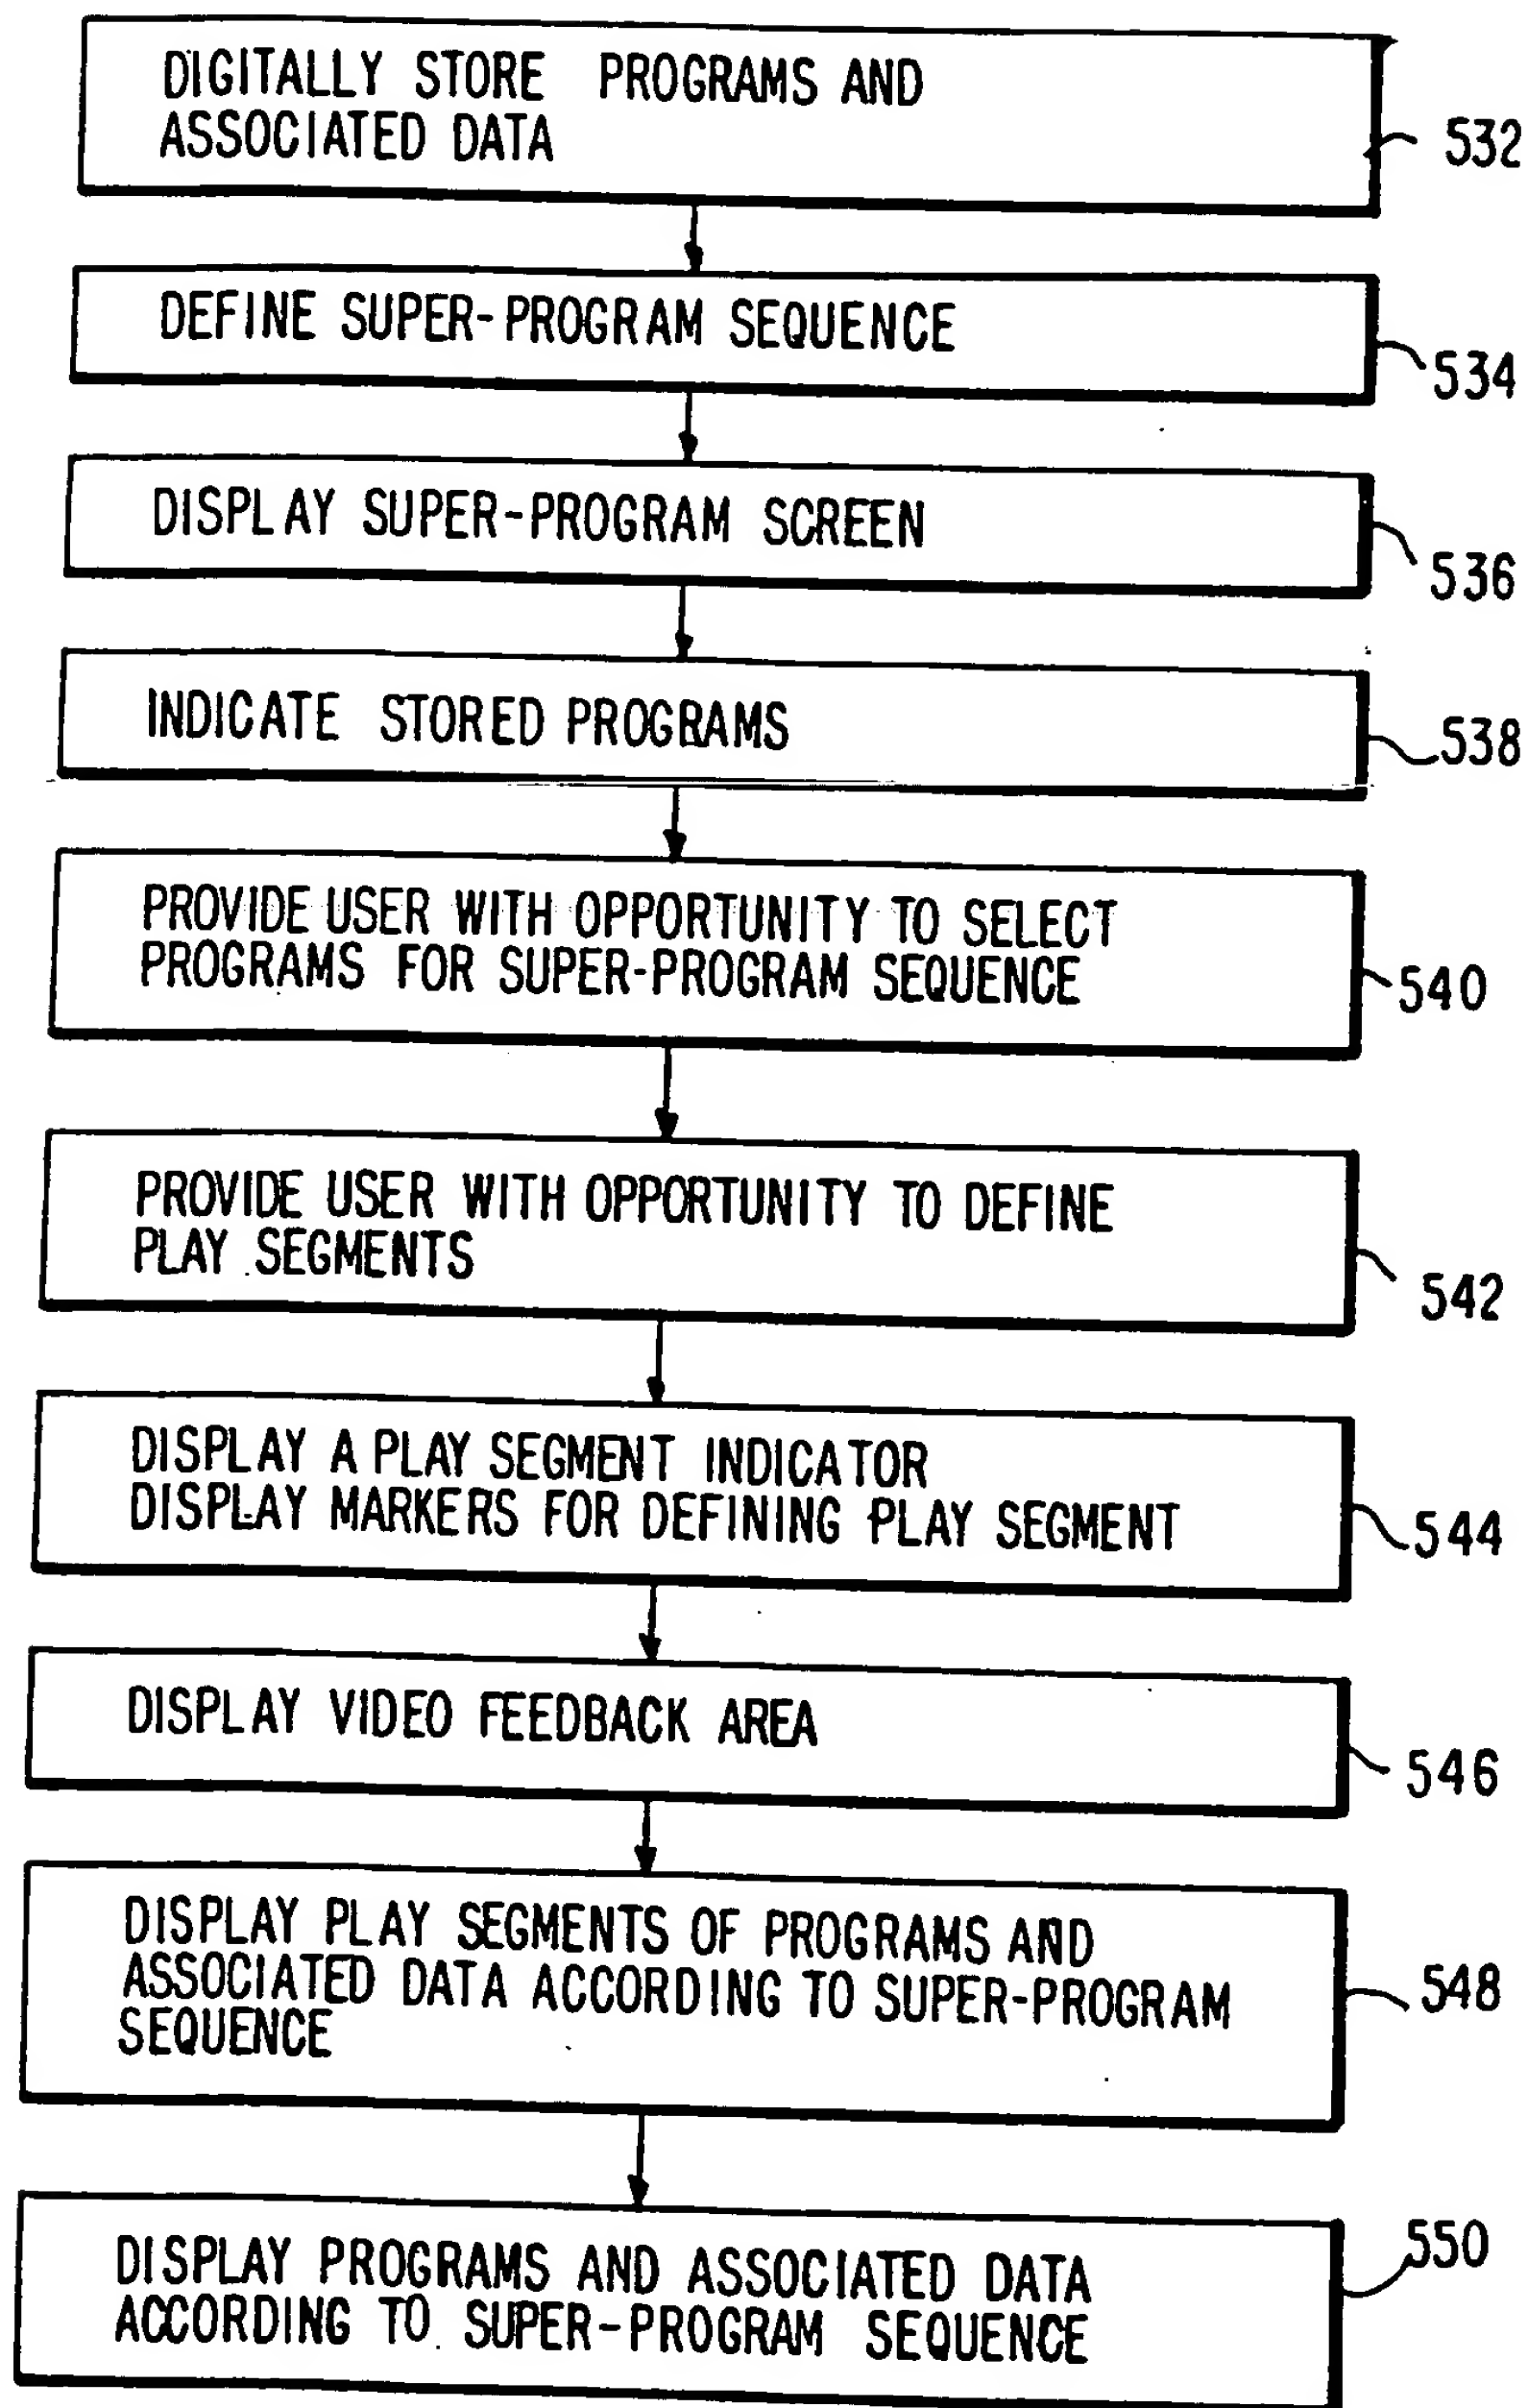 DIGITALLY STORE PROGRAMS AND
ASSOCIATED DATA
532
DEFINE SUPER-PROGRAM SEQUENCE
534
DISPLAY SUPER-PROGRAM SCREEN
536
INDICATE STORED PROGRAMS
538
PROVIDE USER WITH OPPORTUNITY TO SELECT
PROGRAMS FOR SUPER-PROGRAM SEQUENCE
540
PROVIDE USER WITH OPPORTUNITY TO DEFINE
PLAY SEGMENTS
542
DISPLAY A PLAY SEGMENT INDICATOR
DISPLAY MARKERS FOR DEFINING PLAY SEGMENT
544
DISPLAY VIDEO FEEDBACK AREA
546
DISPLAY PLAY SEGMENTS OF PROGRAMS AND
ASSOCIATED DATA ACCORDING TO SUPER-PROGRAM
SEQUENCE
548
DISPLAY PROGRAMS AND ASSOCIATED DATA
ACCORDING TO SUPER-PROGRAM SEQUENCE
550